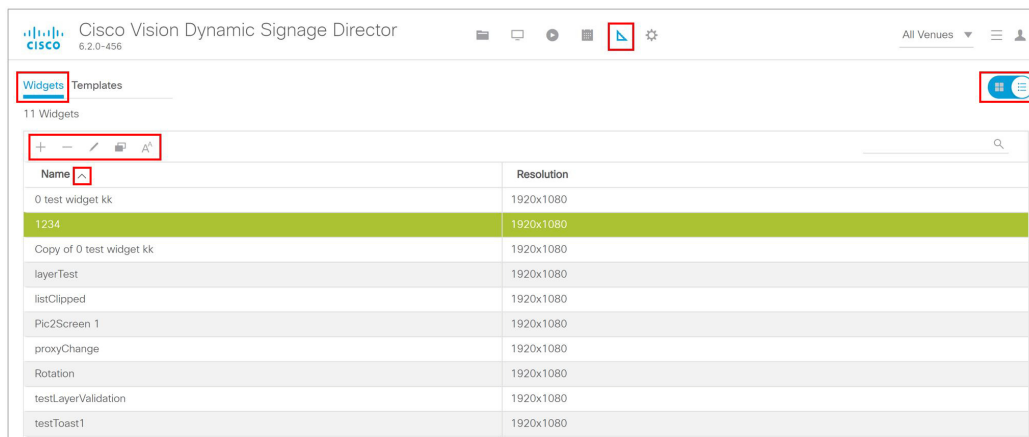 CISCO
Cisco Vision Dynamic Signage Director
6.2.0-456
All Venues
Widgets Templates
11 Widgets
Name Resolution
0 test widget kk 1920x1080
1234 1920x1080
Copy of 0 test widget kk 1920x1080
layerTest 1920x1080
listClipped 1920x1080
Pic2Screen 1 1920x1080
proxyChange 1920x1080
Rotation 1920x1080
testLayerValidation 1920x1080
testToast1 1920x1080